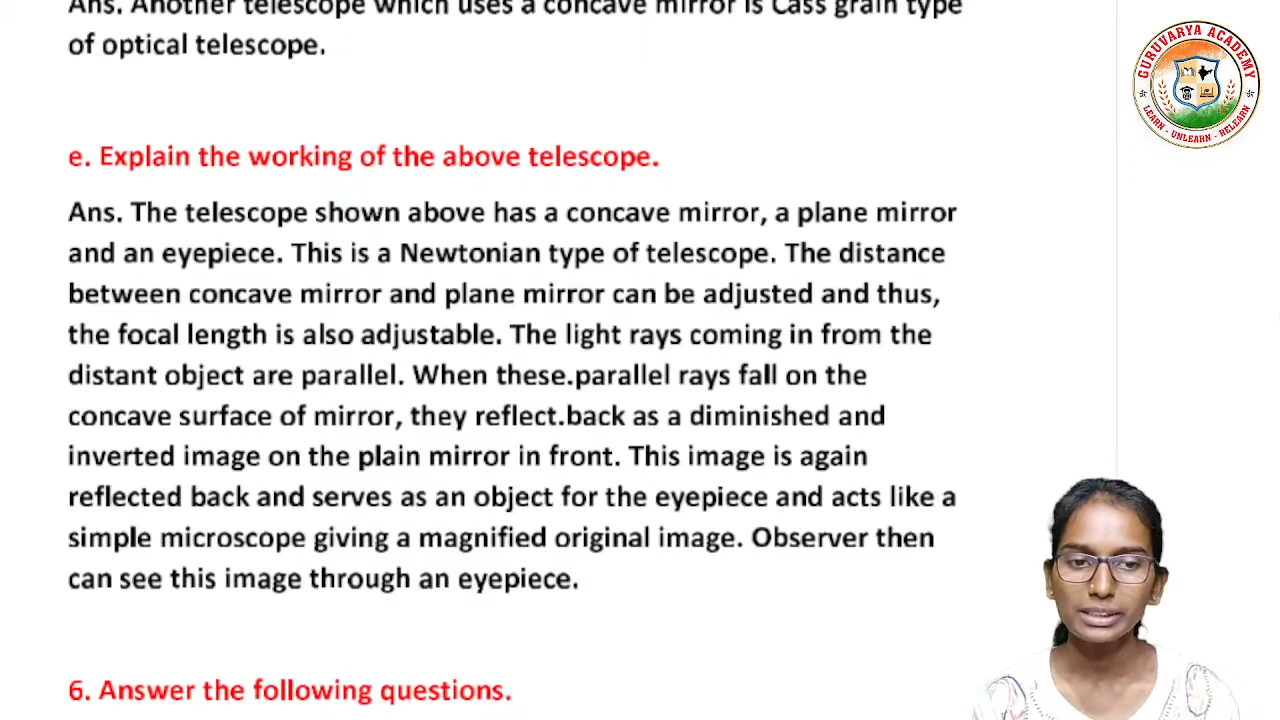 Ans. Another telescope which uses a concave mirror is Cass grain type
of optical telescope.
e. Explain the working of the above telescope.
Ans. The telescope shown above has a concave mirror, a plane mirror
and an eyepiece. This is a Newtonian type of telescope. The distance
between concave mirror and plane mirror can be adjusted and thus,
the focal length is also adjustable. The light rays coming in from the
distant object are parallel. When these.parallel rays fall on the
concave surface of mirror, they reflect.back as a diminished and
inverted image on the plain mirror in front. This image is again
reflected back and serves as an object for the eyepiece and acts like a
simple microscope giving a magnified original image. Observer then
can see this image through an eyepiece.
6. Answer the following questions.
GURUVARYA ACADEMY
LEARN - UNLEARN - RELEARN